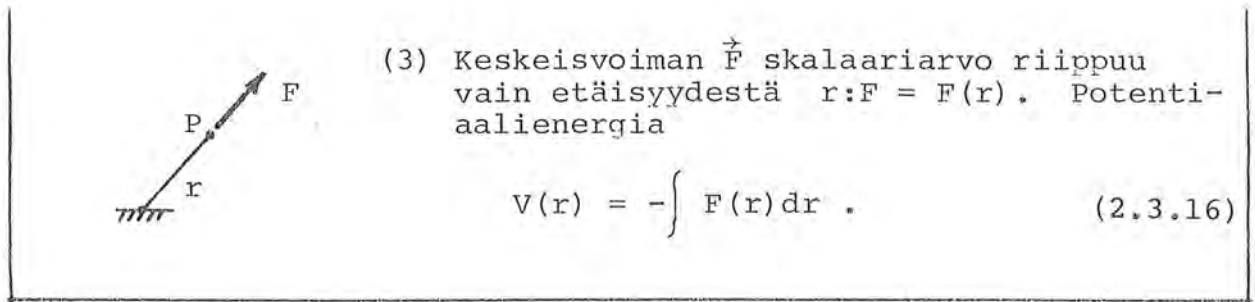 (3) Keskeisvoiman F⃗ skalaariarvo riippuu
vain etäisyydestä r:F = F(r). Potenti-
aalienergia
V(r) = -∫ F(r)dr . (2.3.16)
F
P
r